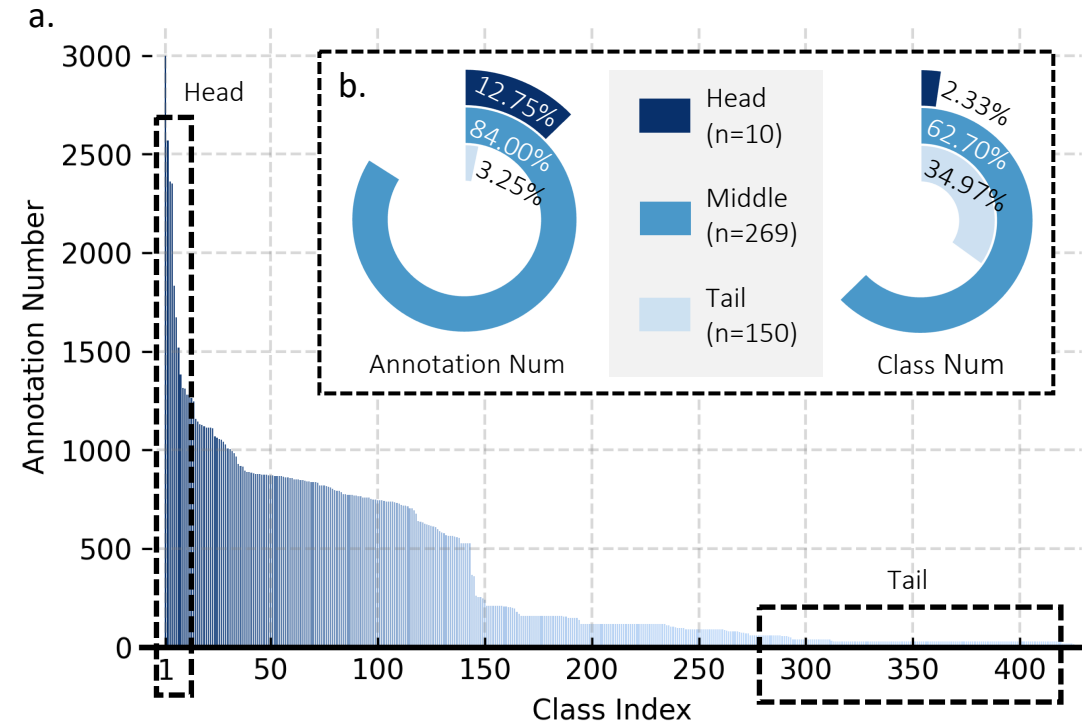 a.
3000
2500
2000
1500
1000
500
0
Annotation Number
Head
b.
12.75%
84.00%
3.25%
Annotation Num
Head
(n=10)
Middle
(n=269)
Tail
(n=150)
2.33%
62.70%
34.97%
Class Num
Tail
1 50 100 150 200 250 300 350 400
Class Index